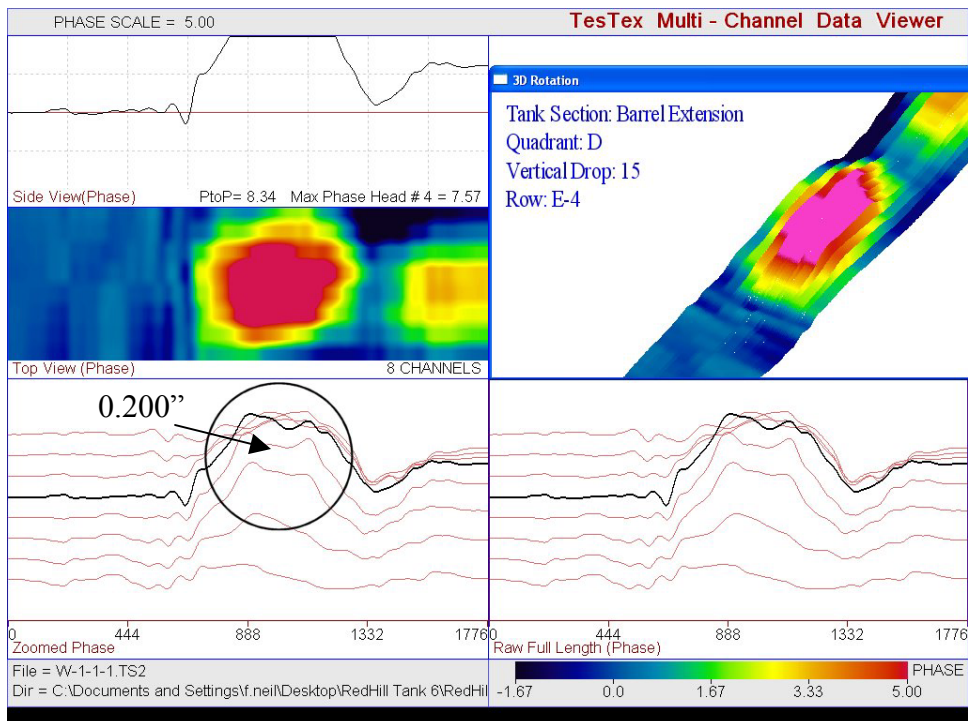 PHASE SCALE = 5.00
TesTex Multi - Channel Data Viewer
Side View(Phase) PtoP= 8.34 Max Phase Head # 4 = 7.57
3D Rotation
Tank Section: Barrel Extension
Quadrant: D
Vertical Drop: 15
Row: E-4
Top View (Phase) 8 CHANNELS
0.200”
0 444 888 1332 1776
Zoomed Phase
0 444 888 1332 1776
Raw Full Length (Phase)
File = W-1-1-1.TS2
Dir = C:\Documents and Settings\f.neil\Desktop\RedHill Tank 6\RedHil
PHASE
-1.67 0.0 1.67 3.33 5.00